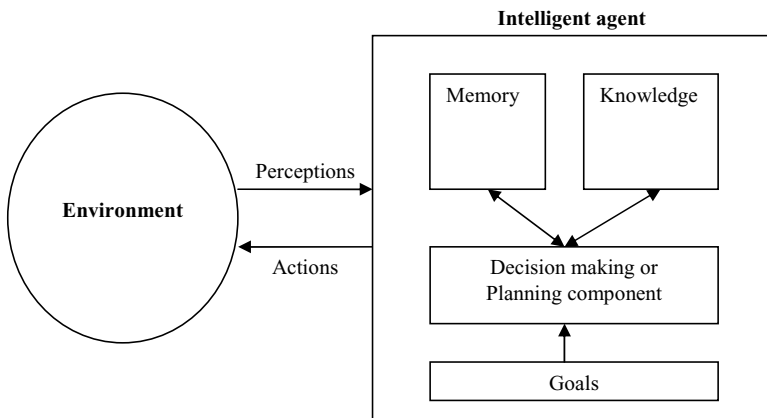 Intelligent agent
Memory
Knowledge
Perceptions
Environment
Actions
Decision making or
Planning component
Goals